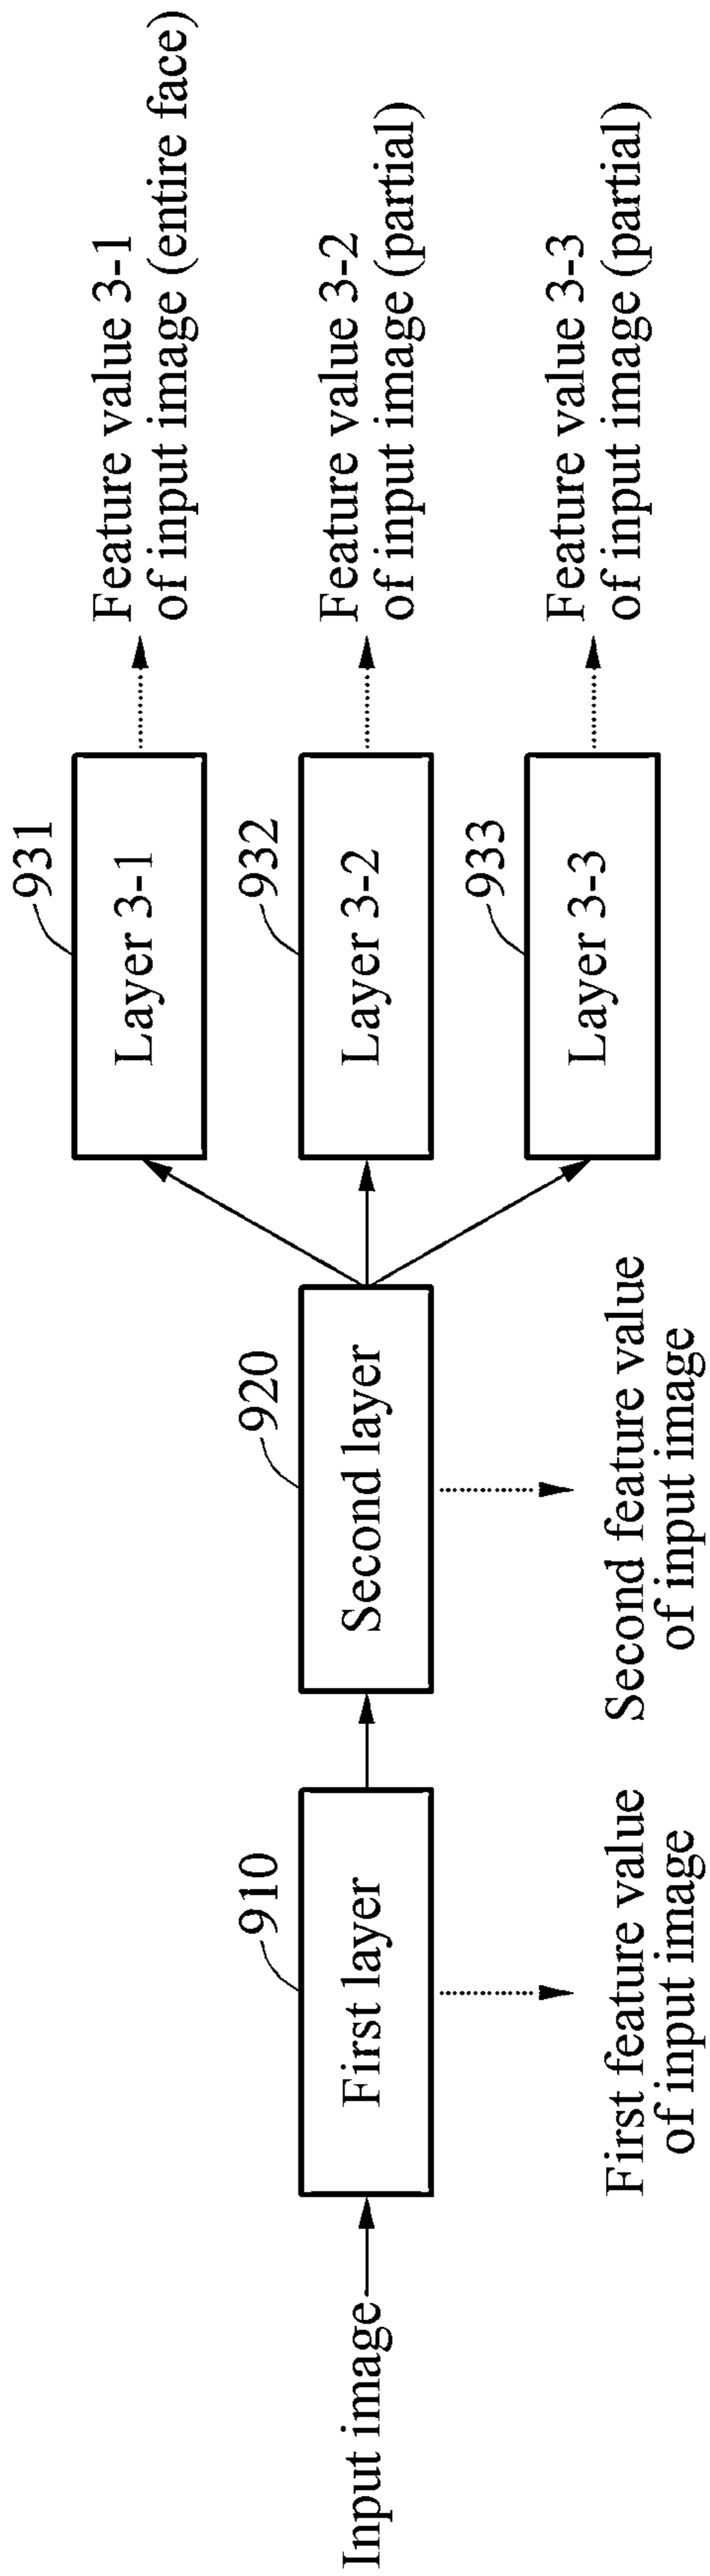 Input image
910
First layer
First feature value
of input image
920
Second layer
Second feature value
of input image
931
Layer 3-1
Feature value 3-1
of input image (entire face)
932
Layer 3-2
Feature value 3-2
of input image (partial)
933
Layer 3-3
Feature value 3-3
of input image (partial)